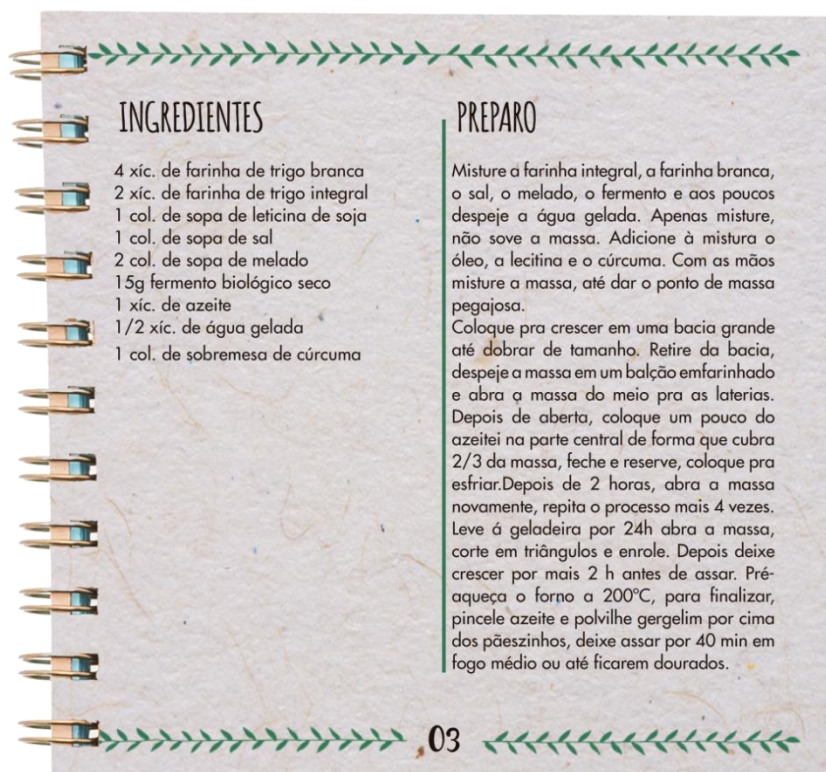 INGREDIENTES
4 xíc. de farinha de trigo branca
2 xíc. de farinha de trigo integral
1 col. de sopa de leticina de soja
1 col. de sopa de sal
2 col. de sopa de melado
15g fermento biológico seco
1 xíc. de azeite
1/2 xíc. de água gelada
1 col. de sobremesa de cúrcuma
PREPARO
Misture a farinha integral, a farinha branca,
o sal, o melado, o fermento e aos poucos
despeje a água gelada. Apenas misture,
não sove a massa. Adicione à mistura o
óleo, a lecitina e o cúrcuma. Com as mãos
misture a massa, até dar o ponto de massa
pegajosa.
Coloque pra crescer em uma bacia grande
até dobrar de tamanho. Retire da bacia,
despeje a massa em um balção emfarinhado
e abra a massa do meio pra as laterias.
Depois de aberta, coloque um pouco do
azeitei na parte central de forma que cubra
2/3 da massa, feche e reserve, coloque pra
esfriar.Depois de 2 horas, abra a massa
novamente, repita o processo mais 4 vezes.
Leve á geladeira por 24h abra a massa,
corte em triângulos e enrole. Depois deixe
crescer por mais 2 h antes de assar. Pré-
aqueça o forno a 200ºC, para finalizar,
pincele azeite e polvilhe gergelim por cima
dos pãeszinhos, deixe assar por 40 min em
fogo médio ou até ficarem dourados.
03